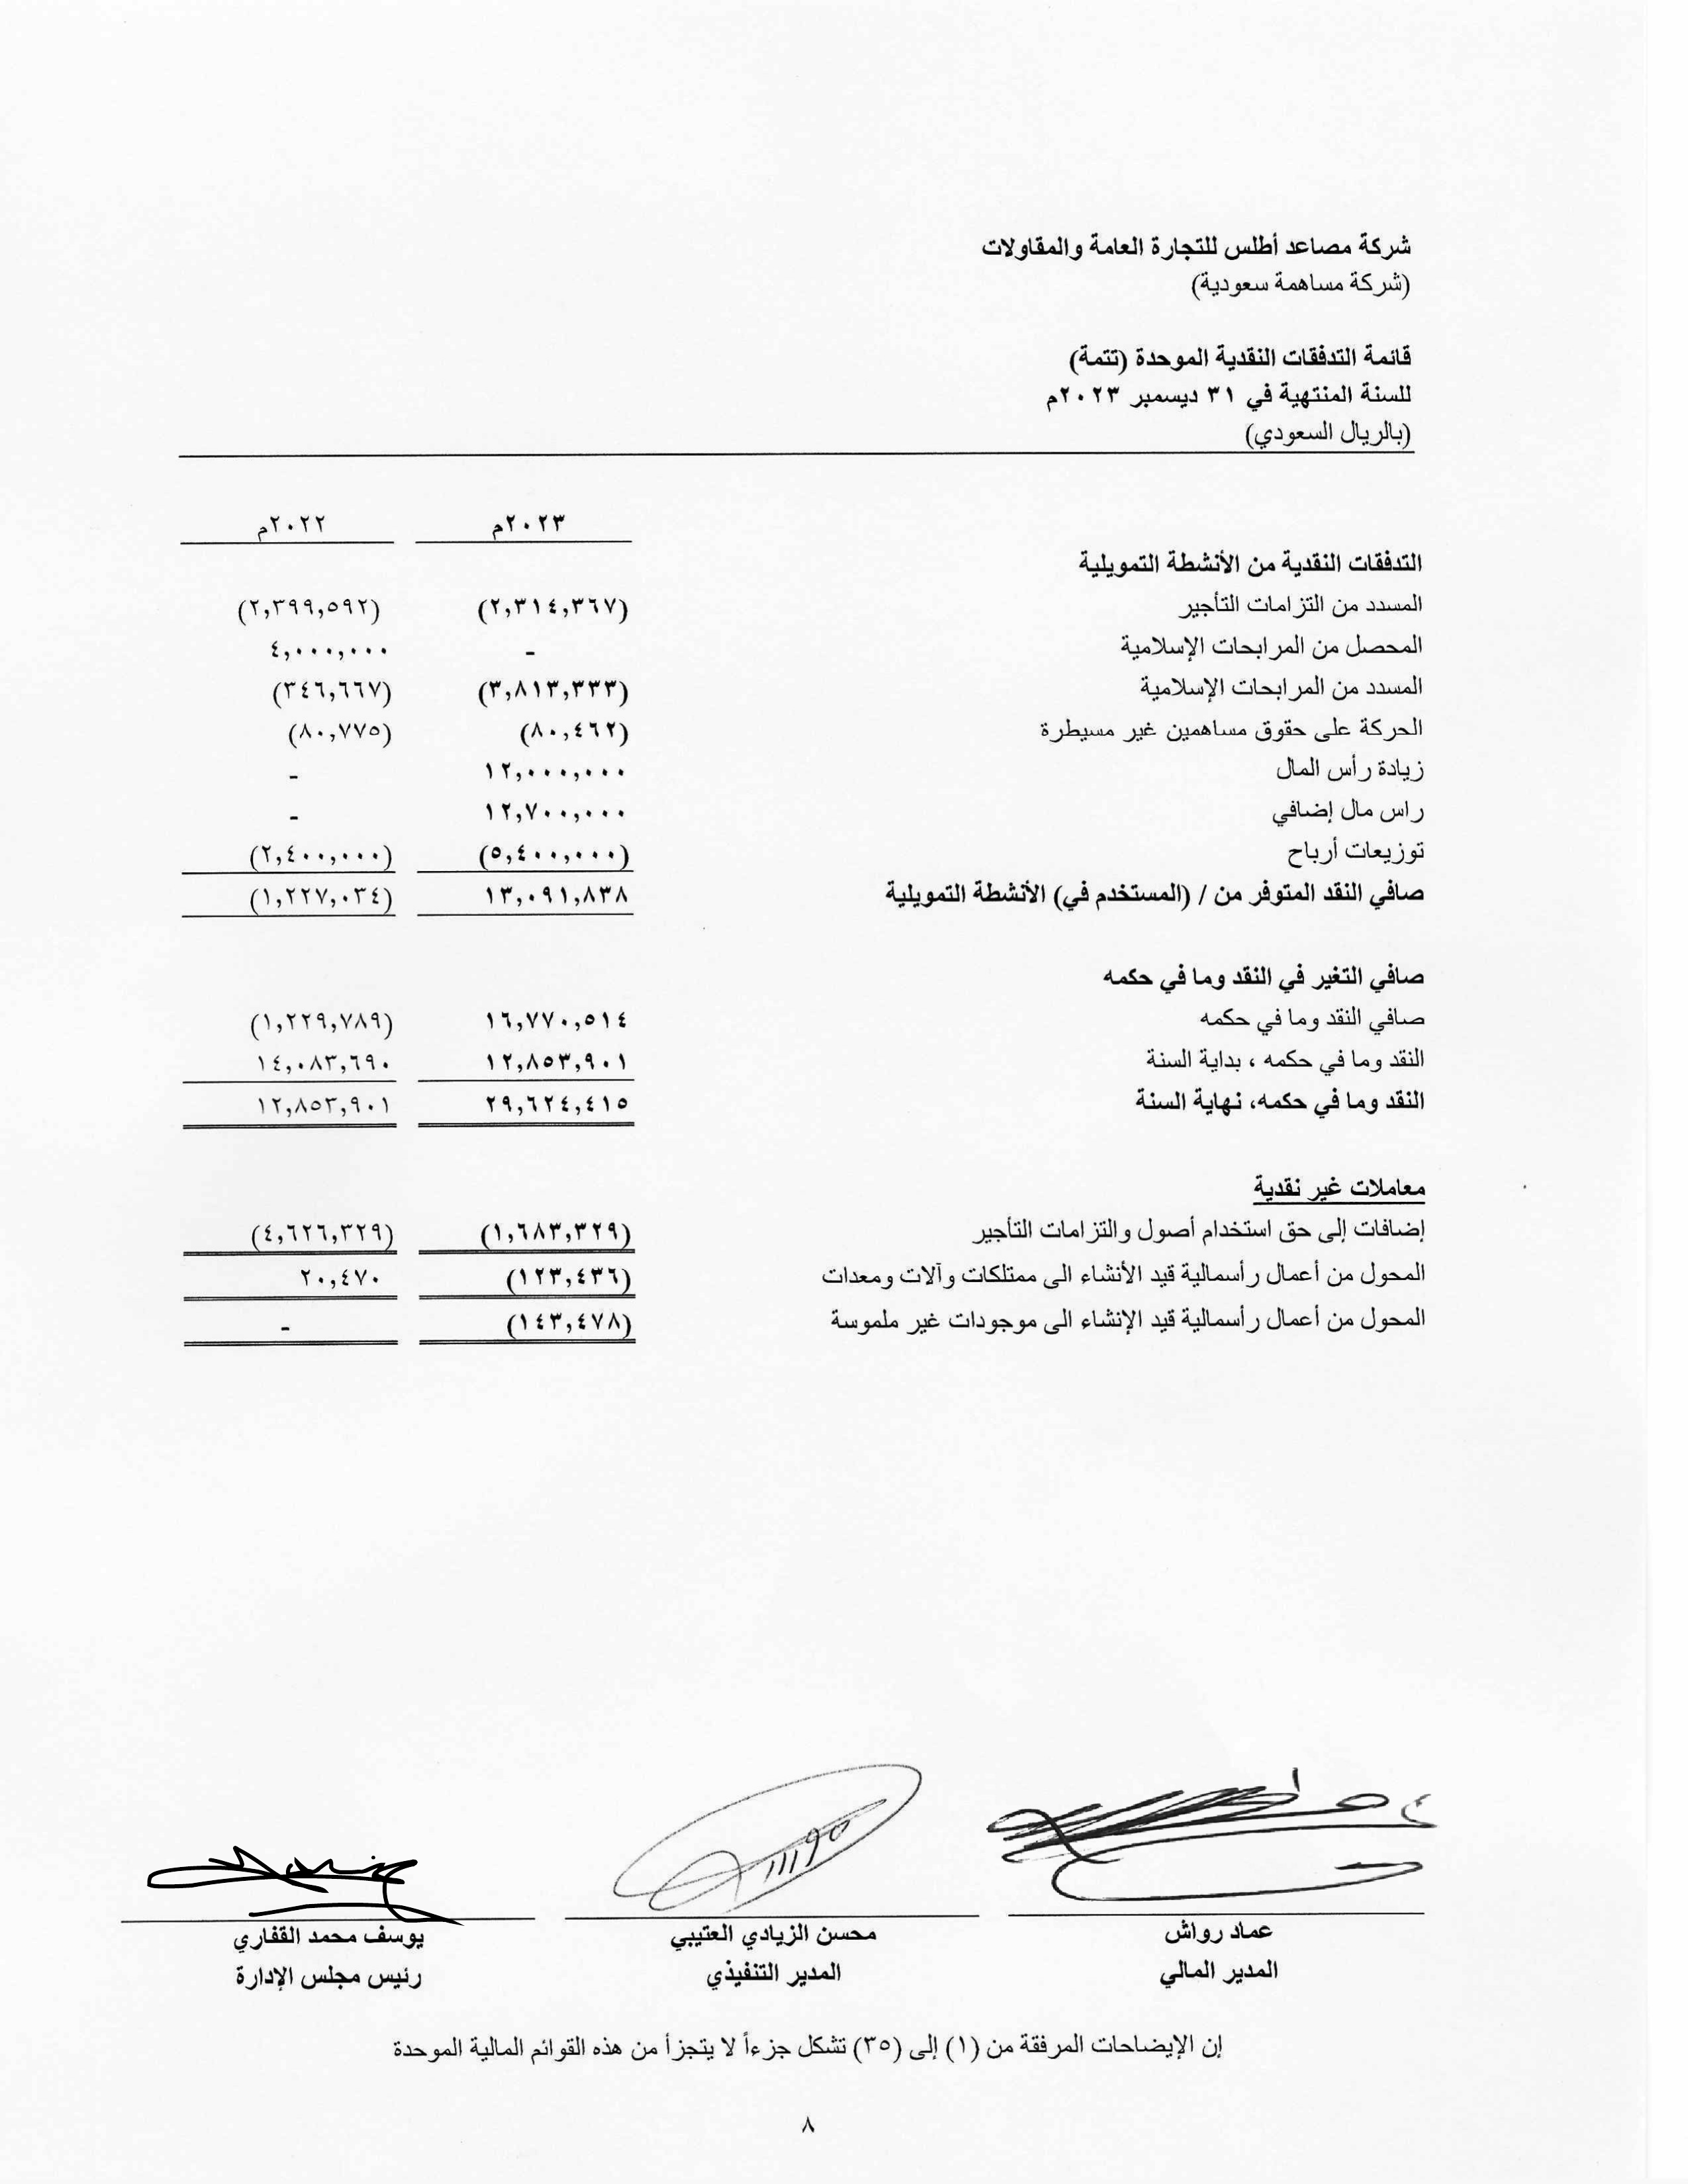 شركة مصاعد أطلس للتجارة العامة والمقاولات
(شركة مساهمة سعودية)
قائمة التدفقات النقدية الموحدة (تتمة)
للسنة المنتهية في ٣١ ديسمبر ٢٠٢٣م
(بالريال السعودي)
٢٠٢٣م ٢٠٢٢م
التدفقات النقدية من الأنشطة التمويلية
المسدد من التزامات التأجير (٢,٣١٤,٣٦٧) (٢,٣٩٩,٥٩٢)
المحصل من المرابحات الإسلامية - ٤,٠٠٠,٠٠٠
المسدد من المرابحات الإسلامية (٣,٨١٣,٣٣٣) (٣٤٦,٦٦٧)
الحركة على حقوق مساهمين غير مسيطرة (٨٠,٤٦٢) (٨٠,٧٧٥)
زيادة رأس المال ١٢,٠٠٠,٠٠٠ -
راس مال إضافي ١٢,٧٠٠,٠٠٠ -
توزيعات أرباح (٥,٤٠٠,٠٠٠) (٢,٤٠٠,٠٠٠)
صافي النقد المتوفر من / (المستخدم في) الأنشطة التمويلية ١٣,٠٩١,٨٣٨ (١,٢٢٧,٠٣٤)
صافي التغير في النقد وما في حكمه
صافي النقد وما في حكمه ١٦,٧٧٠,٥١٤ (١,٢٢٩,٧٨٩)
النقد وما في حكمه ، بداية السنة ١٢,٨٥٣,٩٠١ ١٤,٠٨٣,٦٩٠
النقد وما في حكمه، نهاية السنة ٢٩,٦٢٤,٤١٥ ١٢,٨٥٣,٩٠١
معاملات غير نقدية
إضافات إلى حق استخدام أصول والتزامات التأجير (١,٦٨٣,٣٢٩) (٤,٦٢٦,٣٢٩)
المحول من أعمال رأسمالية قيد الأنشاء الى ممتلكات وآلات ومعدات (١٢٣,٤٣٦) ٢٠,٤٧٠
المحول من أعمال رأسمالية قيد الإنشاء الى موجودات غير ملموسة (١٤٣,٤٧٨) -
عماد رواش محسن الزيادي العتيبي يوسف محمد القفاري
المدير المالي المدير التنفيذي رئيس مجلس الإدارة
إن الإيضاحات المرفقة من (١) إلى (٣٥) تشكل جزءاً لا يتجزأ من هذه القوائم المالية الموحدة
٨